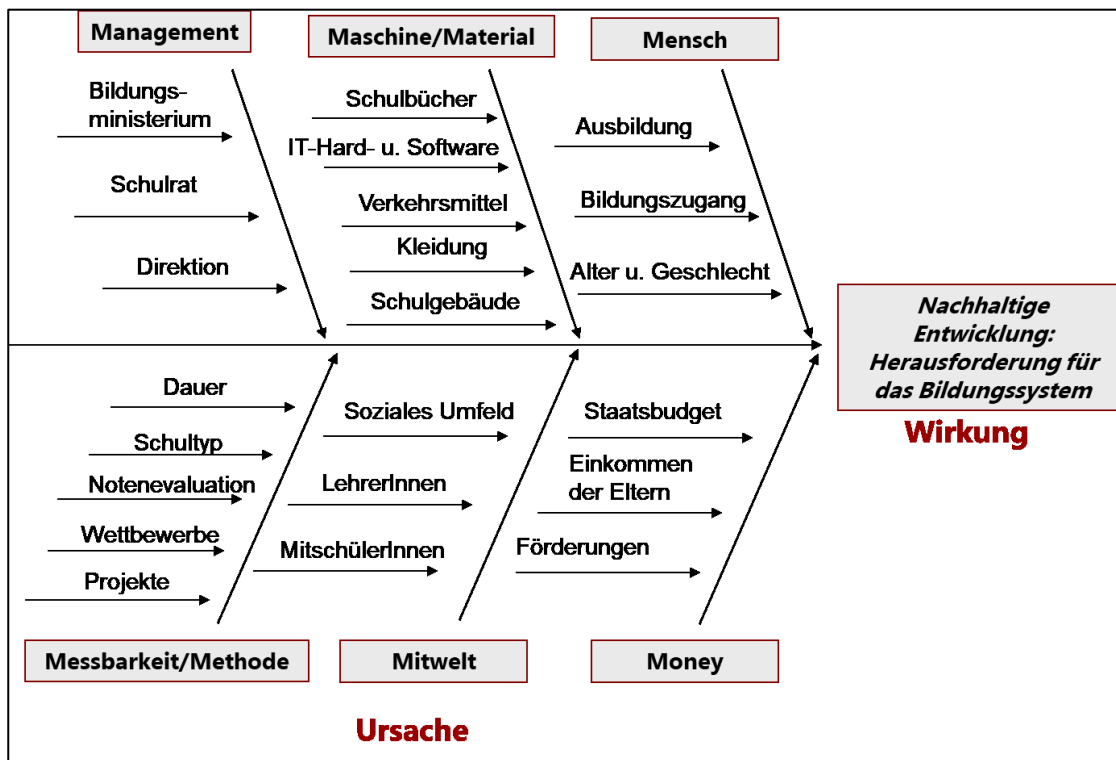 Management
Maschine/Material
Mensch
Bildungs-
ministerium
Schulrat
Direktion
Schulbücher
IT-Hard- u. Software
Verkehrsmittel
Kleidung
Schulgebäude
Ausbildung
Bildungszugang
Alter u. Geschlecht
Nachhaltige
Entwicklung:
Herausforderung für
das Bildungssystem
Wirkung
Dauer
Schultyp
Notenevaluation
Wettbewerbe
Projekte
Soziales Umfeld
LehrerInnen
MitschülerInnen
Staatsbudget
Einkommen
der Eltern
Förderungen
Messbarkeit/Methode
Mitwelt
Money
Ursache